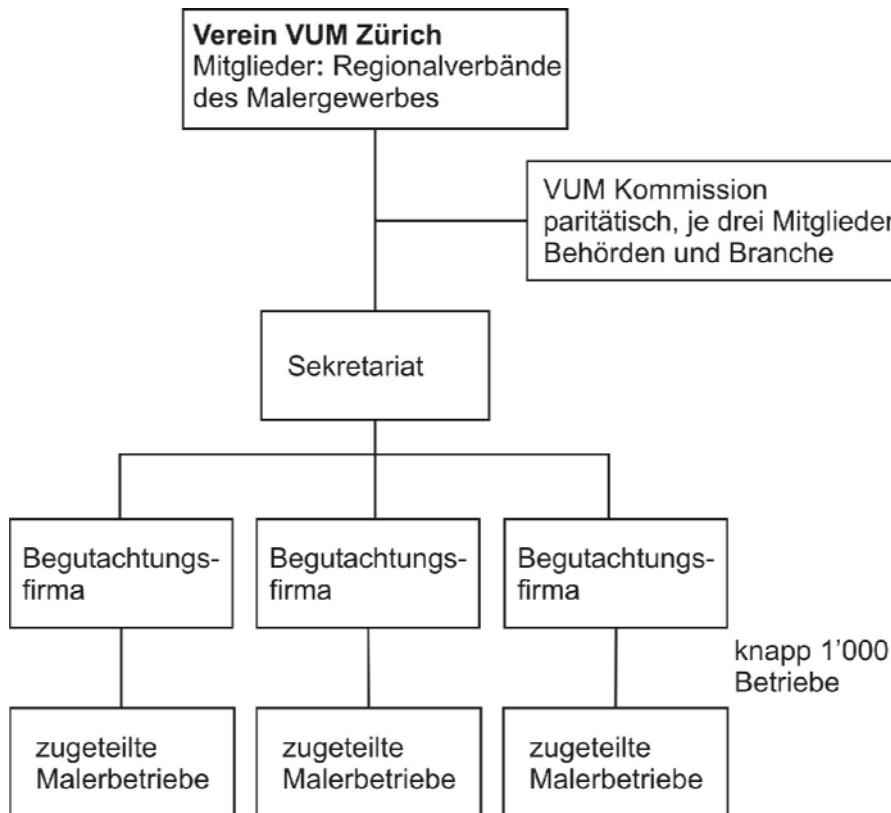 Verein VUM Zürich
Mitglieder: Regionalverbände
des Malergewerbes
VUM Kommission
paritätisch, je drei Mitglieder
Behörden und Branche
Sekretariat
Begutachtungs-
firma
Begutachtungs-
firma
Begutachtungs-
firma
knapp 1’000
Betriebe
zugeteilte
Malerbetriebe
zugeteilte
Malerbetriebe
zugeteilte
Malerbetriebe